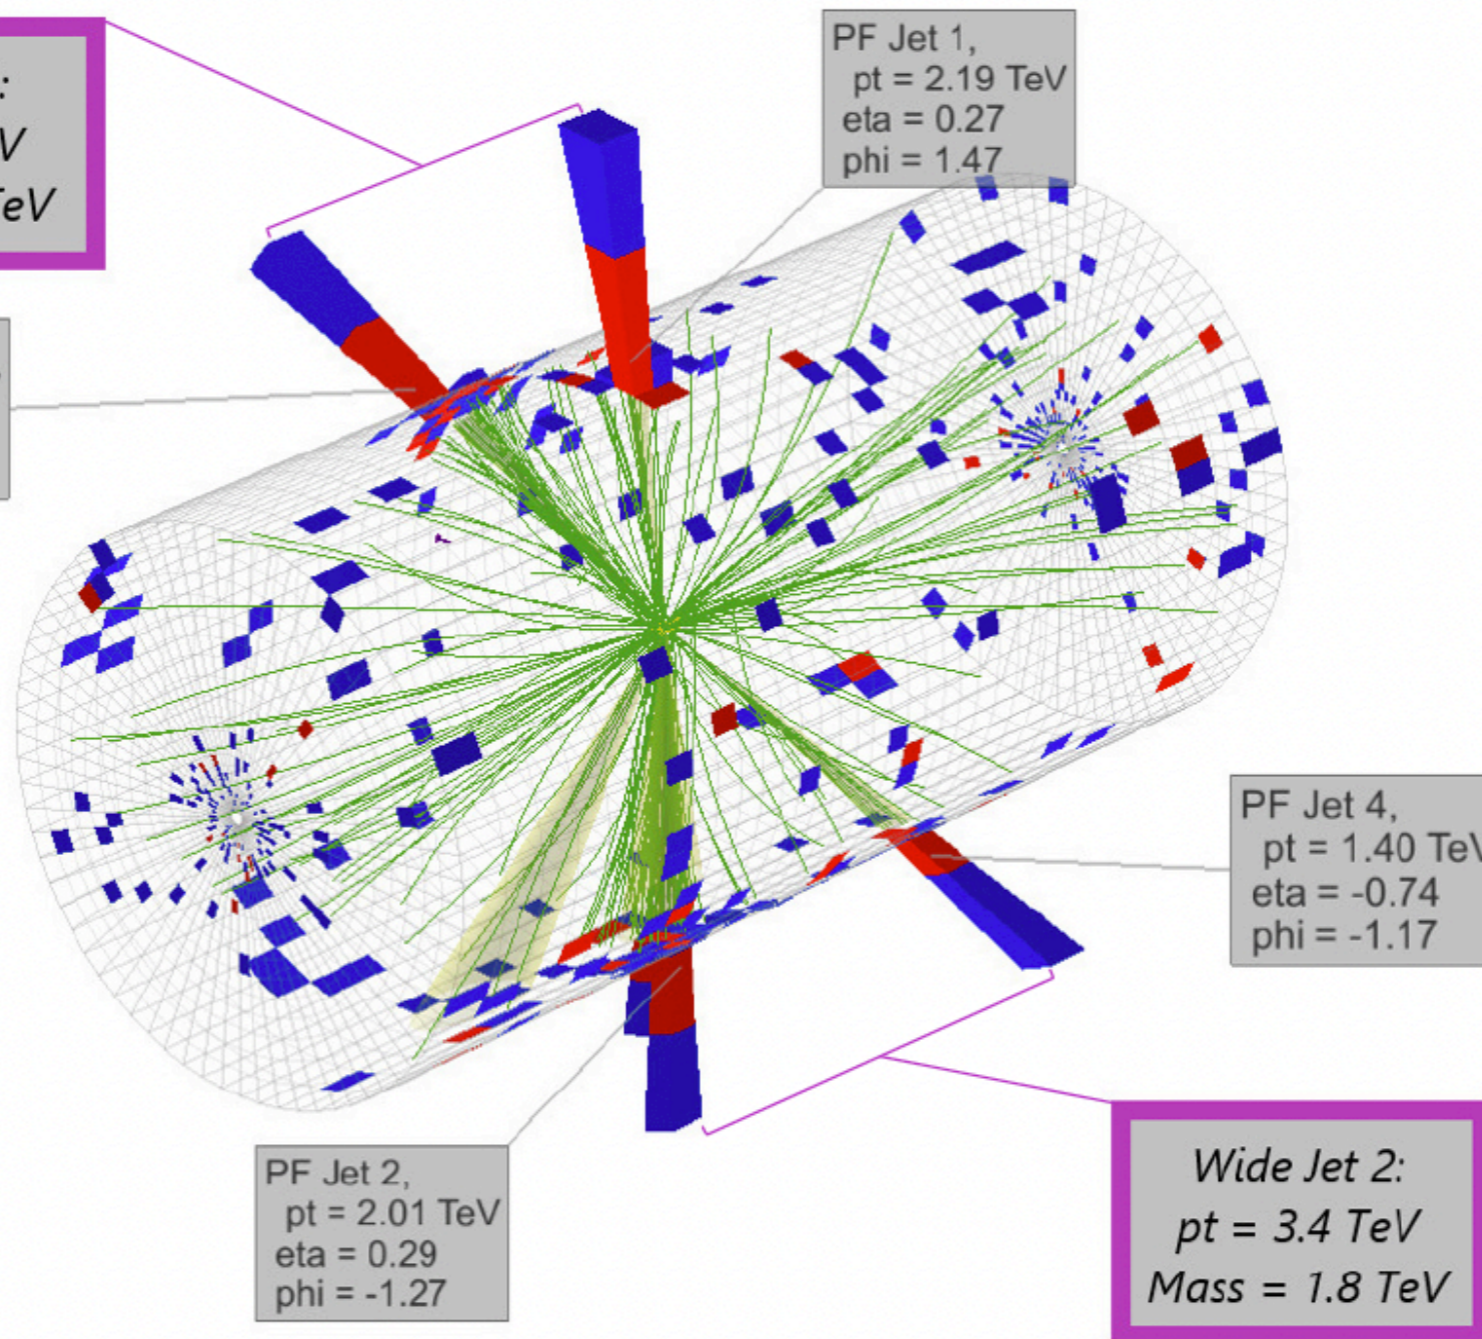 :
V
TeV
PF Jet 1,
pt = 2.19 TeV
eta = 0.27
phi = 1.47
PF Jet 4,
pt = 1.40 TeV
eta = -0.74
phi = -1.17
PF Jet 2,
pt = 2.01 TeV
eta = 0.29
phi = -1.27
Wide Jet 2:
pt = 3.4 TeV
Mass = 1.8 TeV